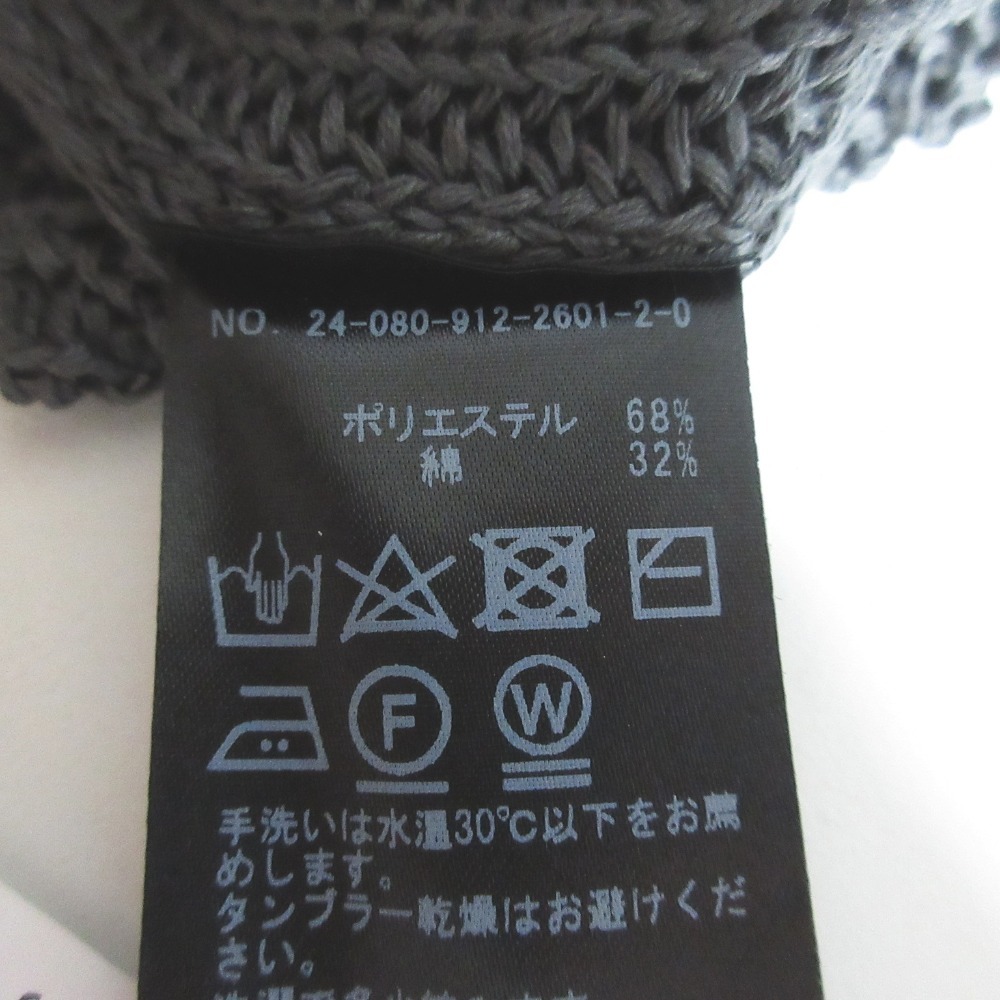 NO. 24-080-912-2601-2-0
ポリエステル 68%
綿 32%
F
W
手洗いは水温30℃以下をお薦
めします。
タンブラー乾燥はお避けくだ
さい。